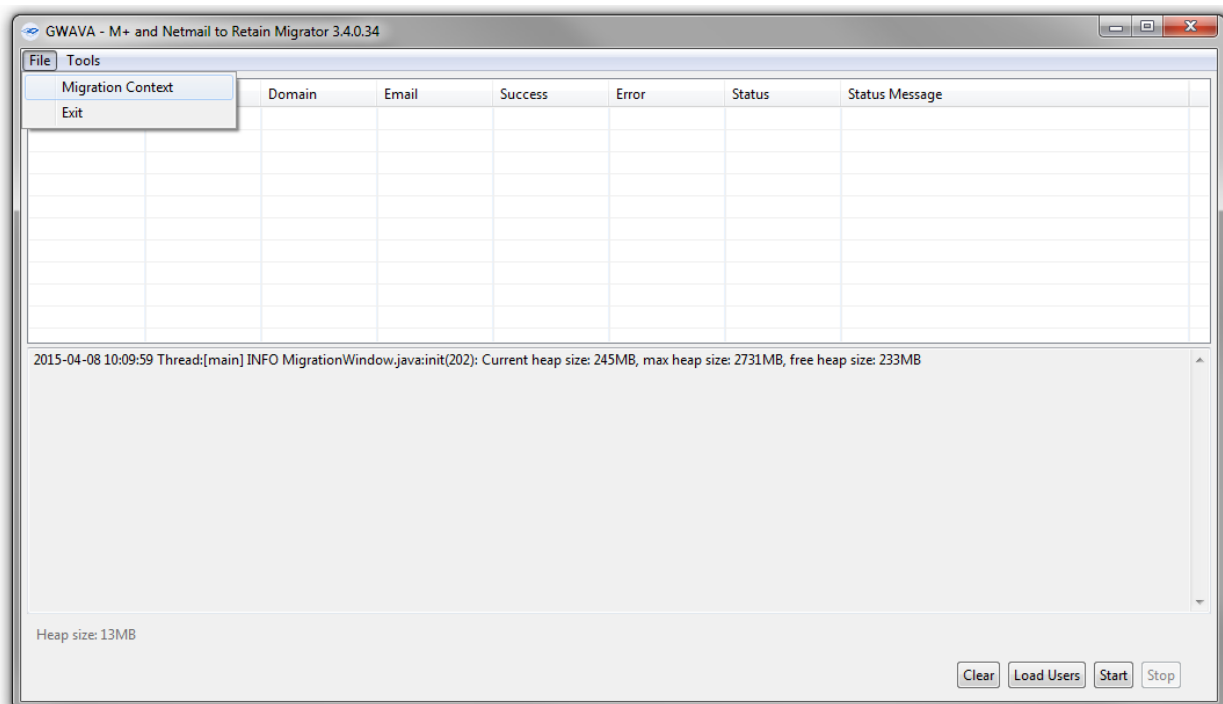 GWAVA - M+ and Netmail to Retain Migrator 3.4.0.34
File Tools
Migration Context
Exit
Domain Email Success Error Status Status Message
2015-04-08 10:09:59 Thread:[main] INFO MigrationWindow.java:init(202): Current heap size: 245MB, max heap size: 2731MB, free heap size: 233MB
Heap size: 13MB
Clear Load Users Start Stop